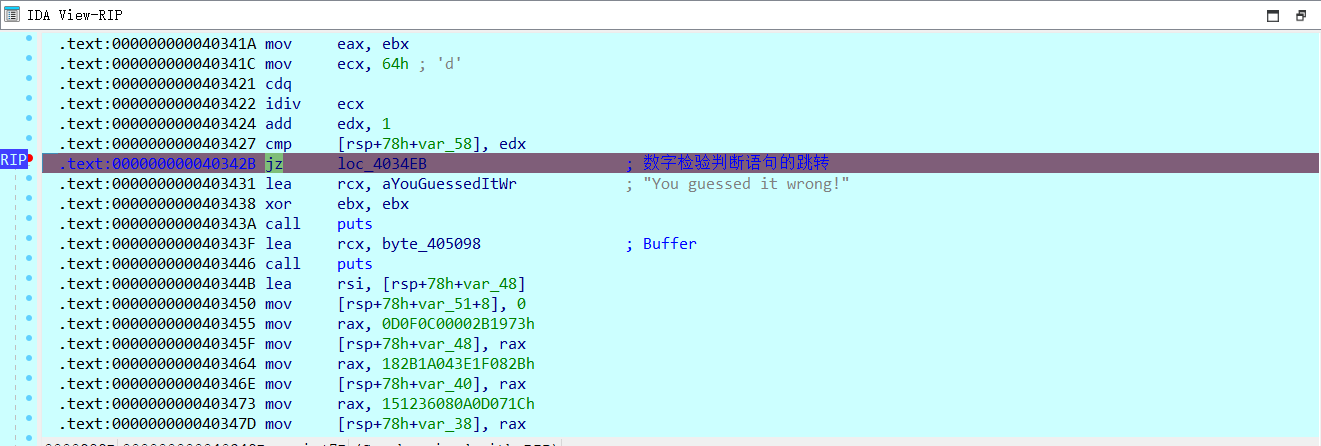 IDA View-RIP
.text:000000000040341A mov eax, ebx
.text:000000000040341C mov ecx, 64h ; 'd'
.text:0000000000403421 cdq
.text:0000000000403422 idiv ecx
.text:0000000000403424 add edx, 1
.text:0000000000403427 cmp [rsp+78h+var_58], edx
RIP .text:000000000040342B jz loc_4034EB ; 数字检验判断语句的跳转
.text:0000000000403431 lea rcx, aYouGuessedItWr ; "You guessed it wrong!"
.text:0000000000403438 xor ebx, ebx
.text:000000000040343A call puts
.text:000000000040343F lea rcx, byte_405098 ; Buffer
.text:0000000000403446 call puts
.text:000000000040344B lea rsi, [rsp+78h+var_48]
.text:0000000000403450 mov [rsp+78h+var_51+8], 0
.text:0000000000403455 mov rax, 0D0F0C00002B1973h
.text:000000000040345F mov [rsp+78h+var_48], rax
.text:0000000000403464 mov rax, 182B1A043E1F082Bh
.text:000000000040346E mov [rsp+78h+var_40], rax
.text:0000000000403473 mov rax, 151236080A0D071Ch
.text:000000000040347D mov [rsp+78h+var_38], rax